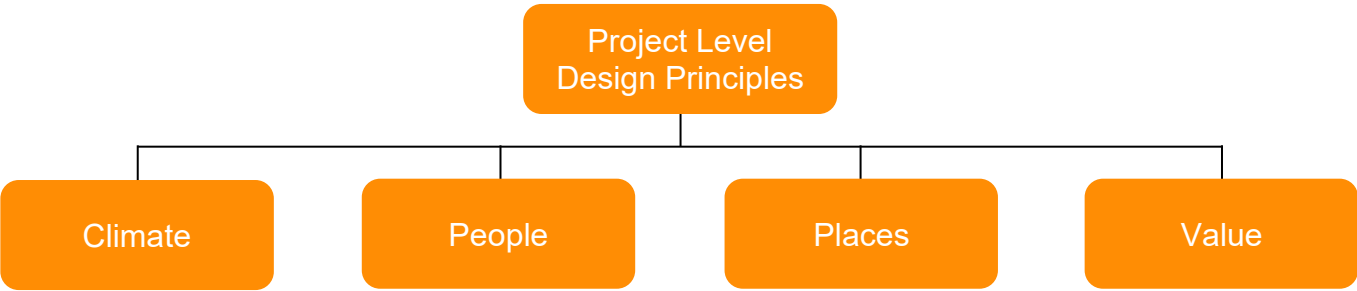 Project Level
Design Principles
Climate
People
Places
Value